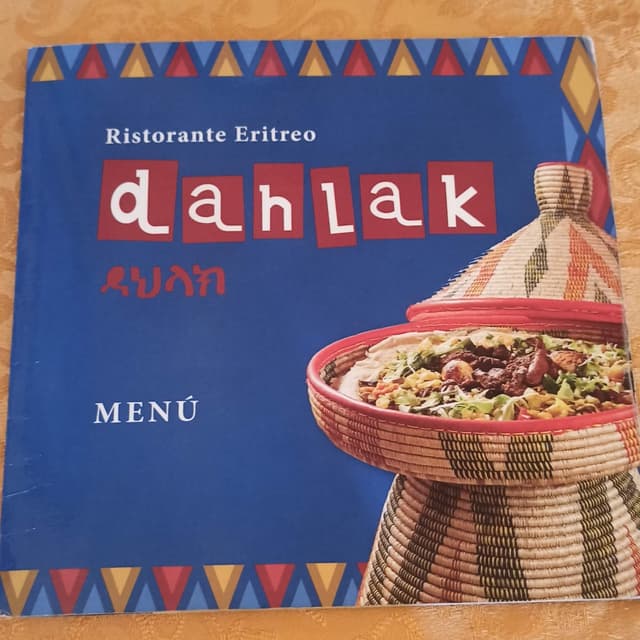 Ristorante Eritreo
dahlak
ዳህላክ
MENÚ